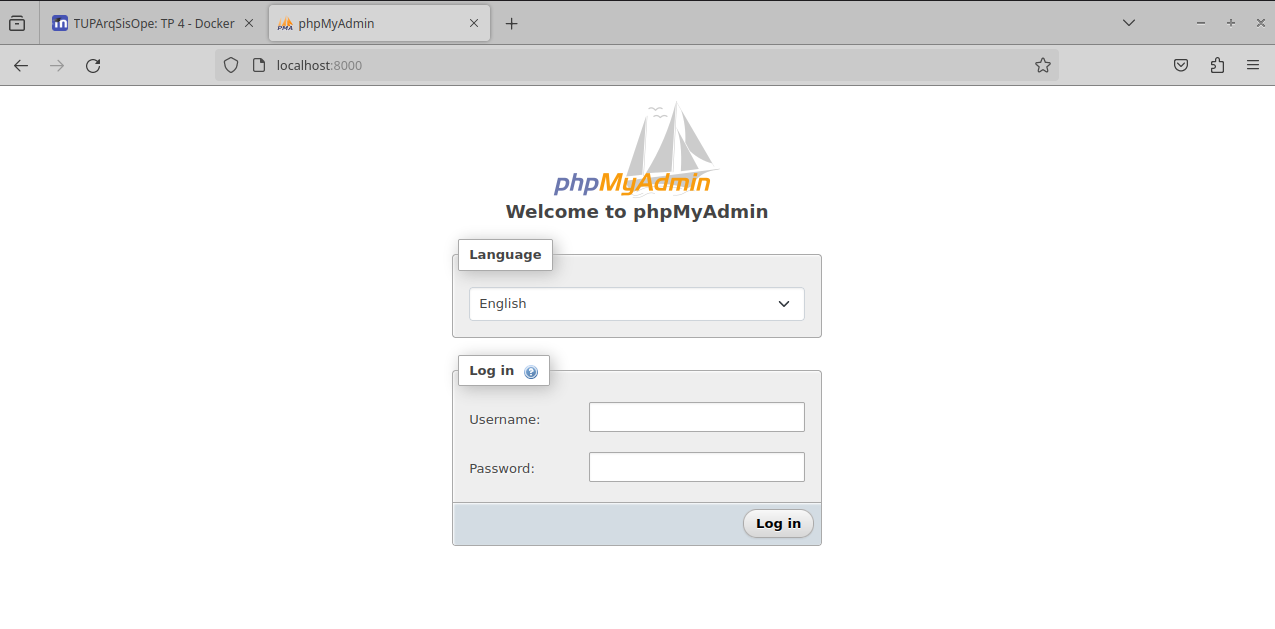 TUPArqSisOpe: TP 4 - Docker
phpMyAdmin
localhost:8000
phpMyAdmin
Welcome to phpMyAdmin
Language
English
Log in
Username:
Password:
Log in